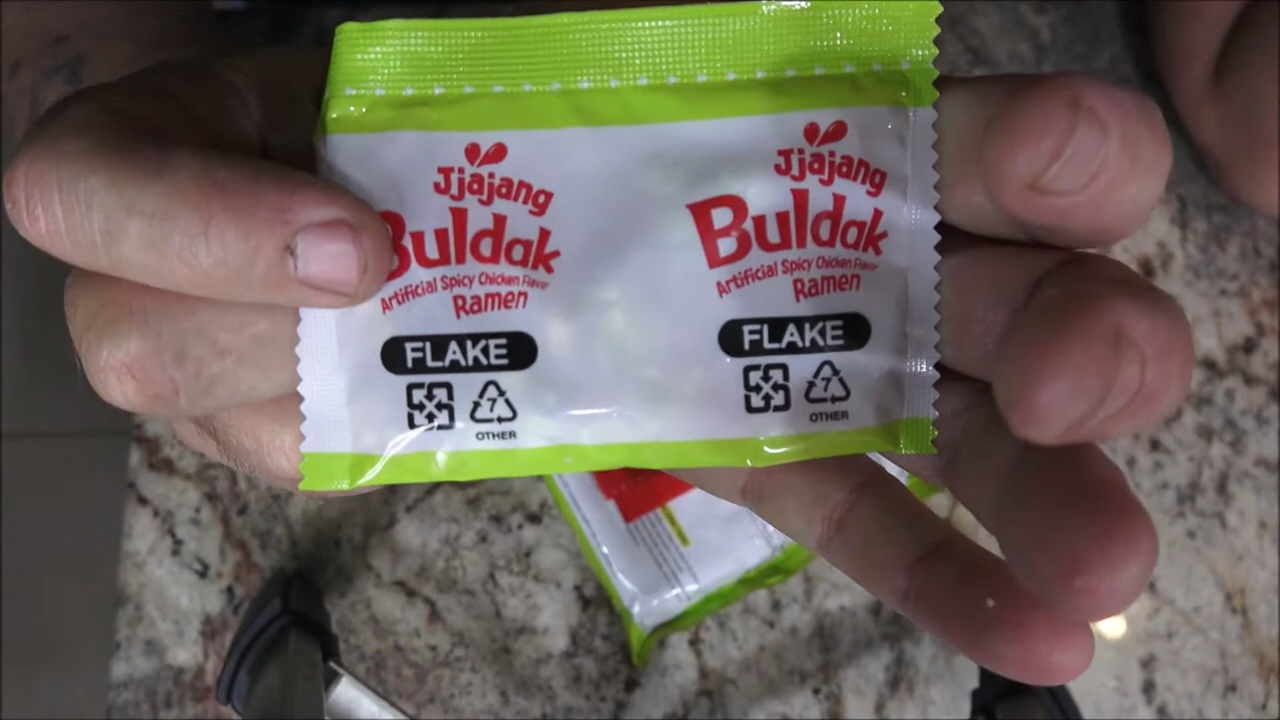 Jjajang
Buldak
Artificial Spicy Chicken Flavor
Ramen
FLAKE
7
OTHER
Jjajang
Buldak
Artificial Spicy Chicken Flavor
Ramen
FLAKE
7
OTHER